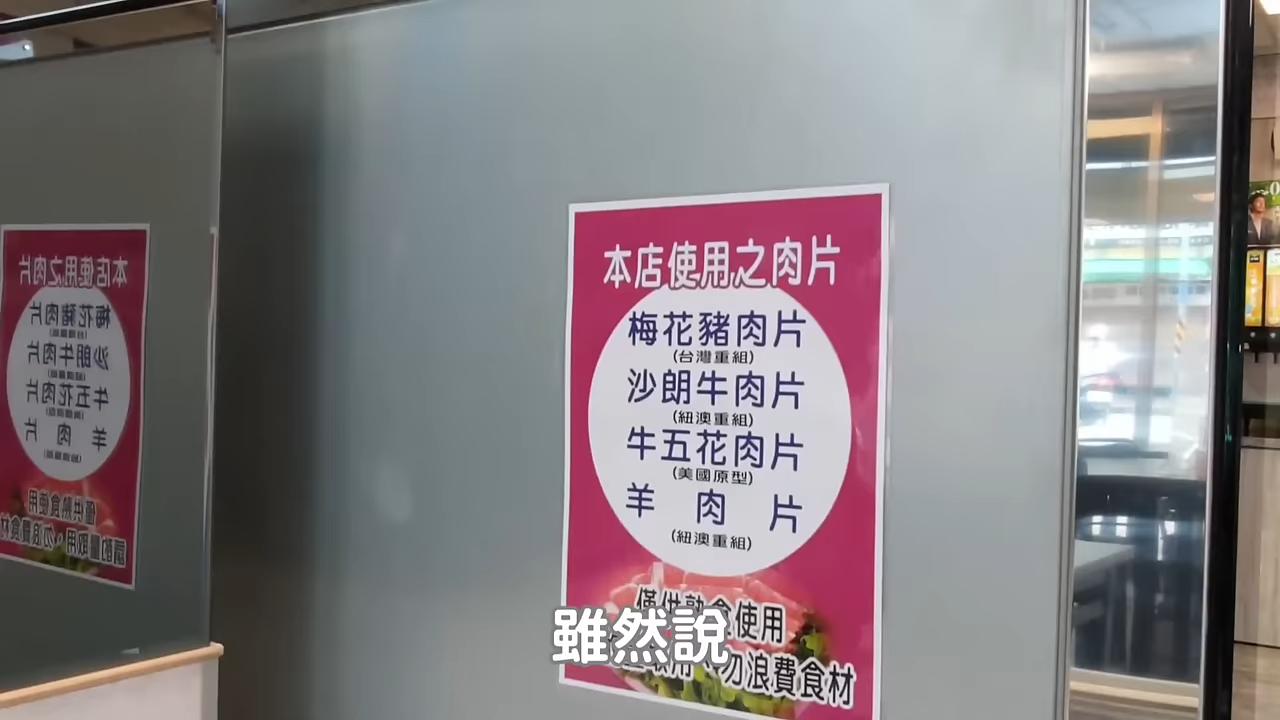 本店使用之肉片
梅花豬肉片
(台灣重組)
沙朗牛肉片
(紐澳重組)
牛五花肉片
(美國原型)
羊肉片
(紐澳重組)
僅供熟食使用
取用、勿浪費食材
雖然說